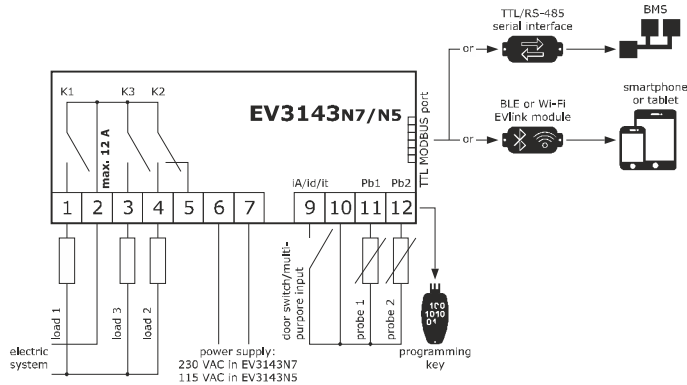 TTL/RS-485
serial interface
BMS
or
K1
K3
K2
EV3143N7/N5
max. 12 A
TTL MODBUS port
BLE or Wi-Fi
EVlink module
smartphone
or tablet
or
iA/id/it
Pb1
Pb2
1
2
3
4
5
6
7
9
10
11
12
load 1
load 3
load 2
door switch/multi-
purpore input
probe 1
probe 2
100
1010
01
electric
system
power supply:
230 VAC in EV3143N7
115 VAC in EV3143N5
programming
key